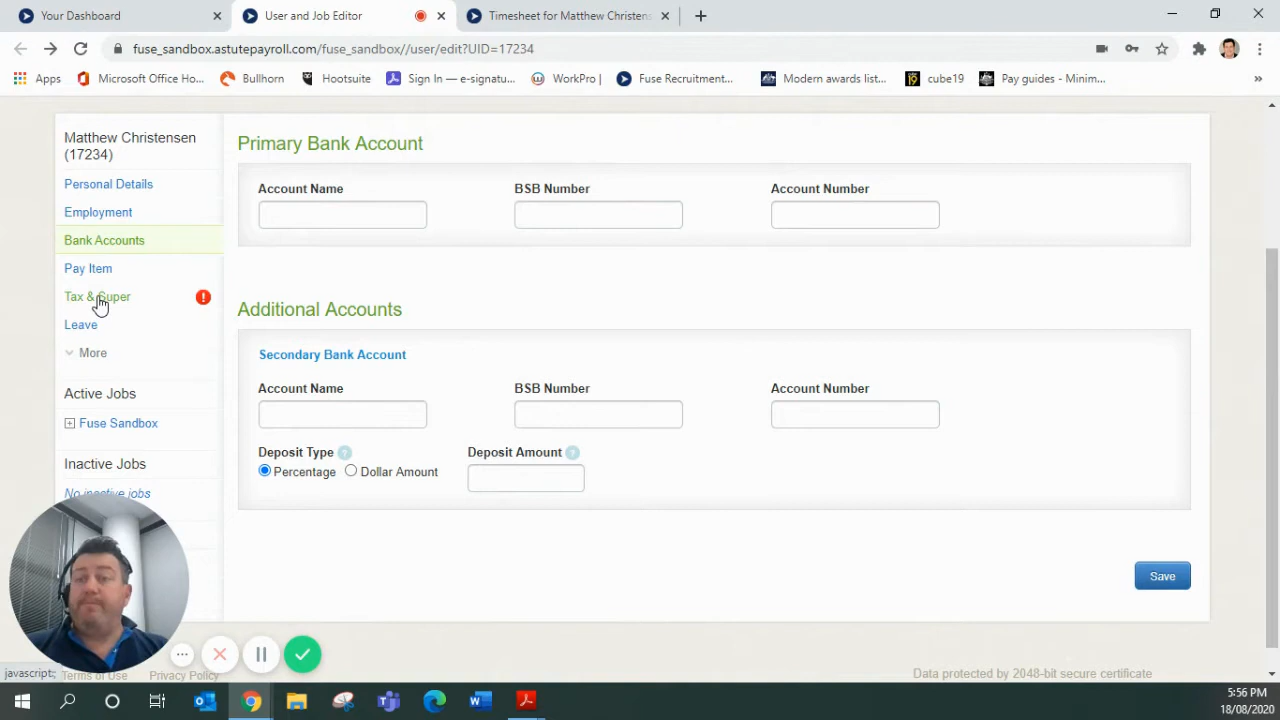 Your Dashboard
User and Job Editor
Timesheet for Matthew Christens
fuse_sandbox.astutepayroll.com/fuse_sandbox//user/edit?UID=17234
Apps
Microsoft Office Ho...
Bullhorn
Hootsuite
Sign In — e-signatu...
WorkPro |
Fuse Recruitment...
Modern awards list...
cube19
Pay guides - Minim...
»
Matthew Christensen
(17234)
Personal Details
Employment
Bank Accounts
Pay Item
Tax & Super
Leave
More
Active Jobs
Fuse Sandbox
Inactive Jobs
No inactive jobs
Primary Bank Account
Account Name
BSB Number
Account Number
Additional Accounts
Secondary Bank Account
Account Name
BSB Number
Account Number
Deposit Type ?
Deposit Amount ?
Percentage
Dollar Amount
Save
javascript:;
Terms of Use
Privacy Policy
Data protected by 2048-bit secure certificate
5:56 PM
18/08/2020